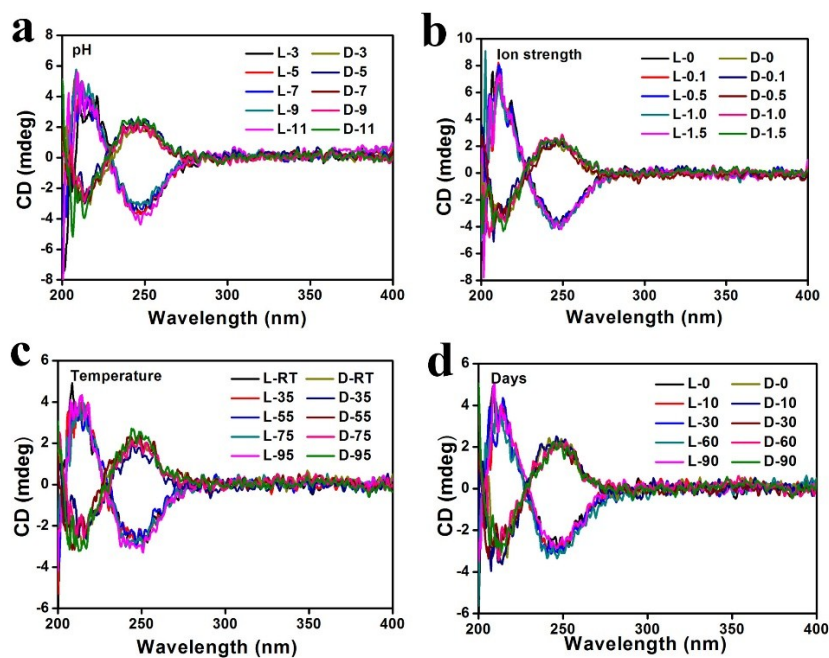 a
pH
L-3 D-3
L-5 D-5
L-7 D-7
L-9 D-9
L-11 D-11
CD (mdeg)
8
6
4
2
0
-2
-4
-6
-8
200 250 300 350 400
Wavelength (nm)
b
Ion strength
L-0 D-0
L-0.1 D-0.1
L-0.5 D-0.5
L-1.0 D-1.0
L-1.5 D-1.5
CD (mdeg)
10
8
6
4
2
0
-2
-4
-6
-8
200 250 300 350 400
Wavelength (nm)
c
Temperature
L-RT D-RT
L-35 D-35
L-55 D-55
L-75 D-75
L-95 D-95
CD (mdeg)
6
4
2
0
-2
-4
-6
200 250 300 350 400
Wavelength (nm)
d
Days
L-0 D-0
L-10 D-10
L-30 D-30
L-60 D-60
L-90 D-90
CD (mdeg)
6
4
2
0
-2
-4
-6
200 250 300 350 400
Wavelength (nm)